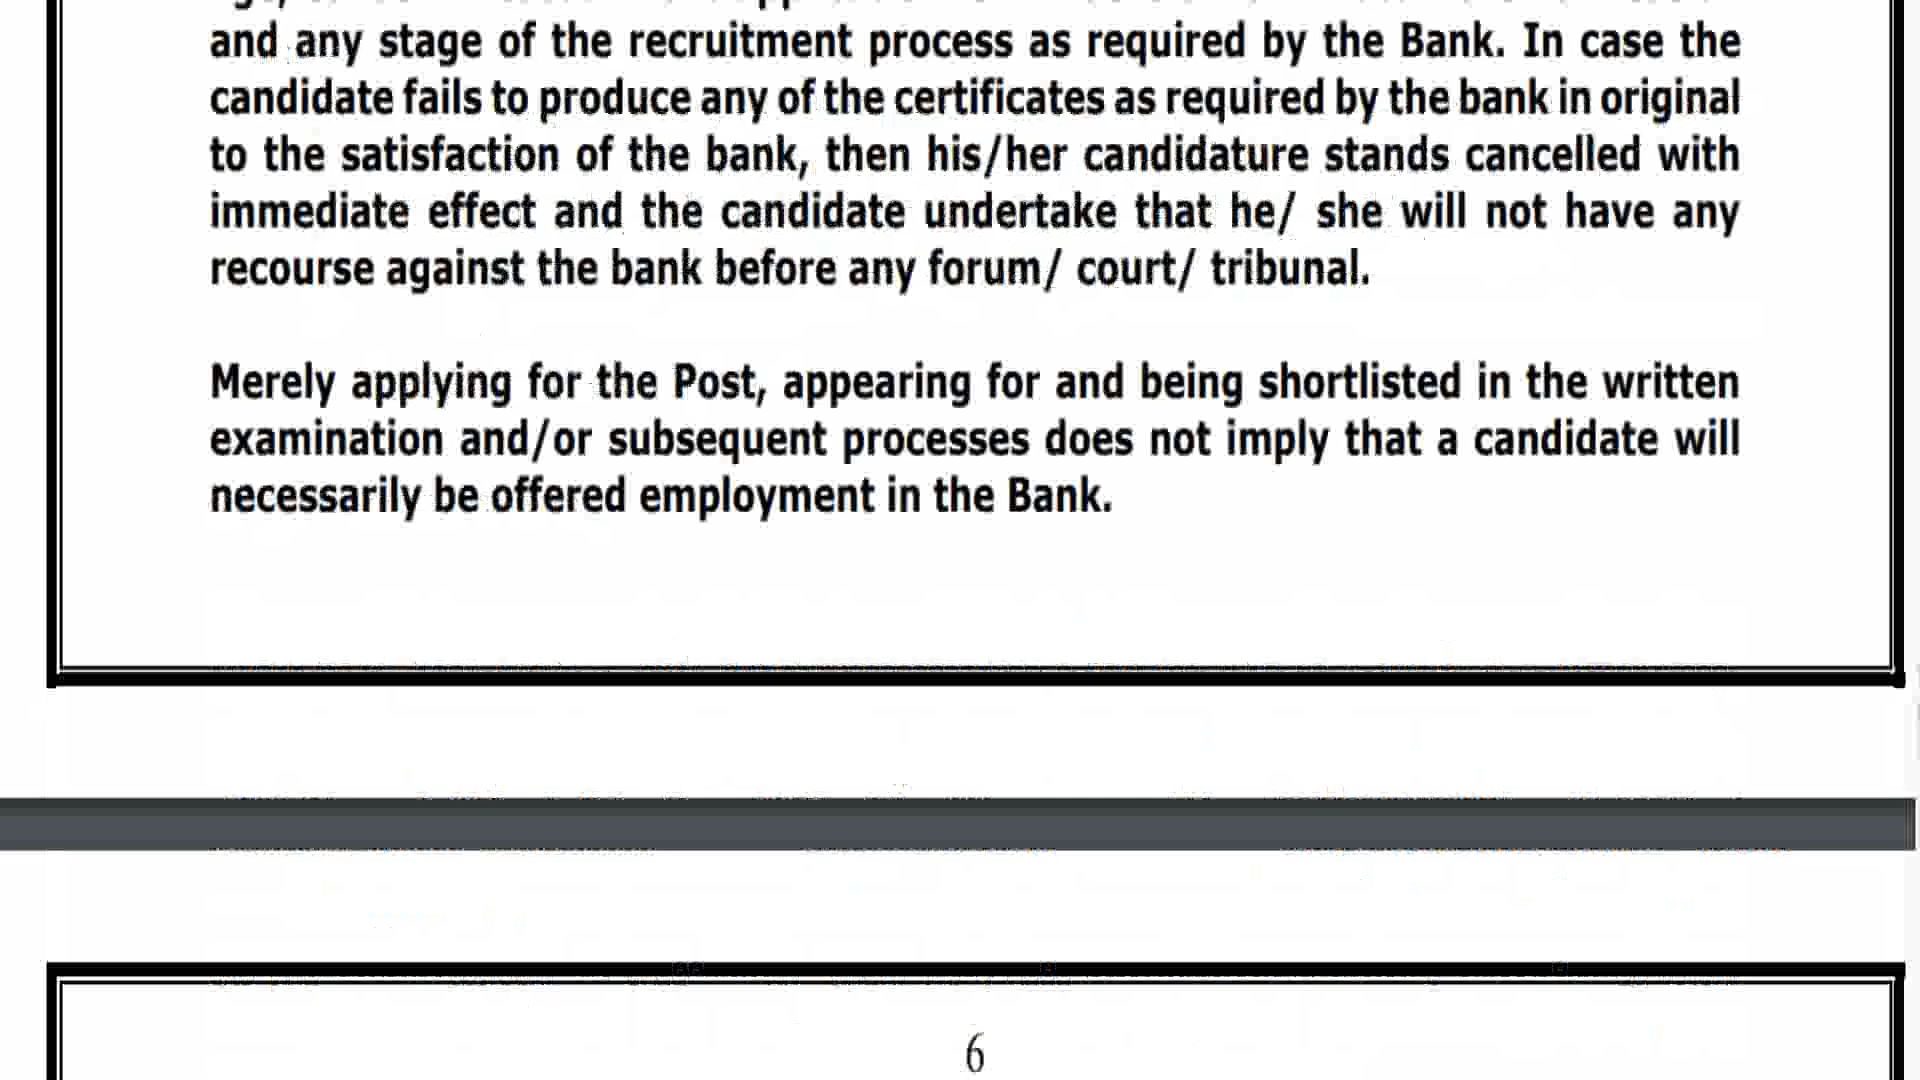 and any stage of the recruitment process as required by the Bank. In case the
candidate fails to produce any of the certificates as required by the bank in original
to the satisfaction of the bank, then his/her candidature stands cancelled with
immediate effect and the candidate undertake that he/ she will not have any
recourse against the bank before any forum/ court/ tribunal.
Merely applying for the Post, appearing for and being shortlisted in the written
examination and/or subsequent processes does not imply that a candidate will
necessarily be offered employment in the Bank.
6